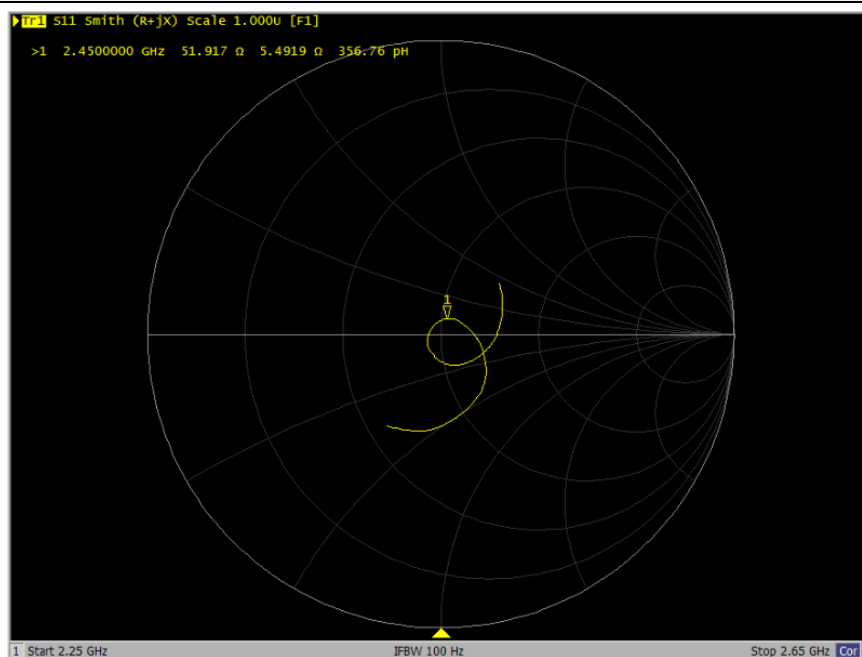 Tr1 S11 Smith (R+jX) Scale 1.000U [F1]
>1 2.4500000 GHz 51.917 Ω 5.4919 Ω 356.76 pH
1
1 Start 2.25 GHz IFBW 100 Hz Stop 2.65 GHz Cor